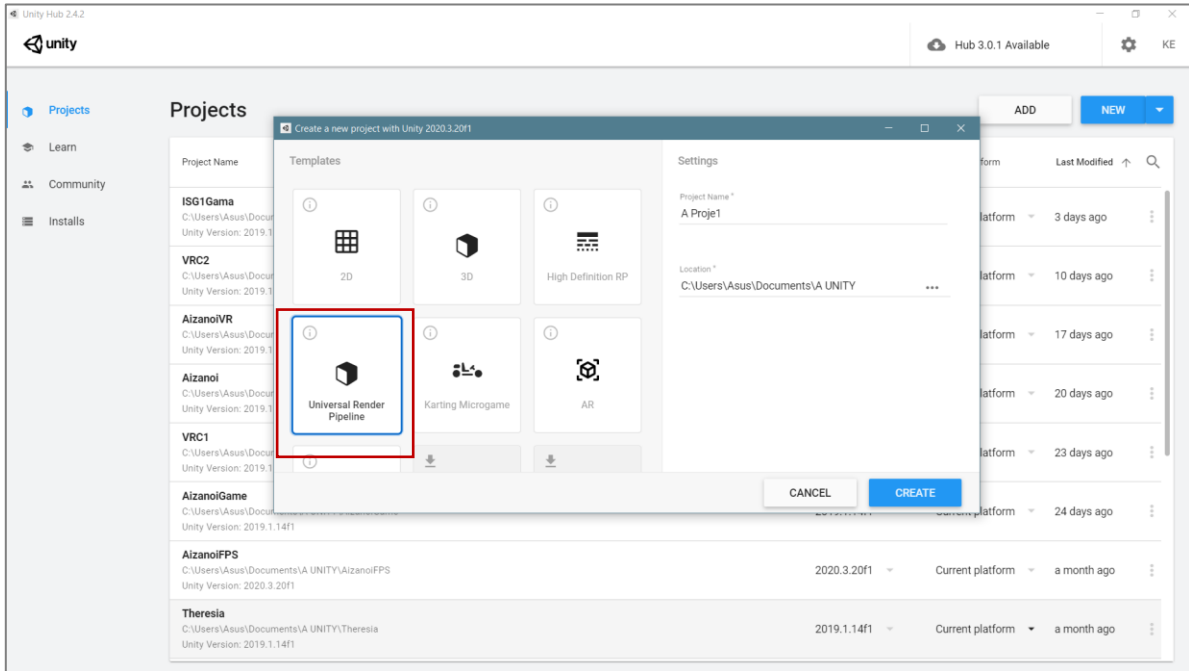 Unity Hub 2.4.2
unity
Hub 3.0.1 Available
KE
Projects
Learn
Community
Installs
Projects
ADD
NEW
Project Name
form
Last Modified
ISG1Gama
C:\Users\Asus\Docu
Unity Version: 2019.1
latform
3 days ago
VRC2
C:\Users\Asus\Docu
Unity Version: 2019.1
latform
10 days ago
AizanoiVR
C:\Users\Asus\Docu
Unity Version: 2019.1
latform
17 days ago
Aizanoi
C:\Users\Asus\Docu
Unity Version: 2019.1
latform
20 days ago
VRC1
C:\Users\Asus\Docu
Unity Version: 2019.1
latform
23 days ago
AizanoiGame
Unity Version: 2019.1.14f1
2019.1.14f1
Current platform
24 days ago
AizanoiFPS
C:\Users\Asus\Documents\A UNITY\AizanoiFPS
Unity Version: 2020.3.20f1
2020.3.20f1
Current platform
a month ago
Theresia
C:\Users\Asus\Documents\A UNITY\Theresia
Unity Version: 2019.1.14f1
2019.1.14f1
Current platform
a month ago
Create a new project with Unity 2020.3.20f1
Templates
2D
3D
High Definition RP
Universal Render
Pipeline
Karting Microgame
AR
Settings
Project Name *
A Proje1
Location *
C:\Users\Asus\Documents\A UNITY
CANCEL
CREATE